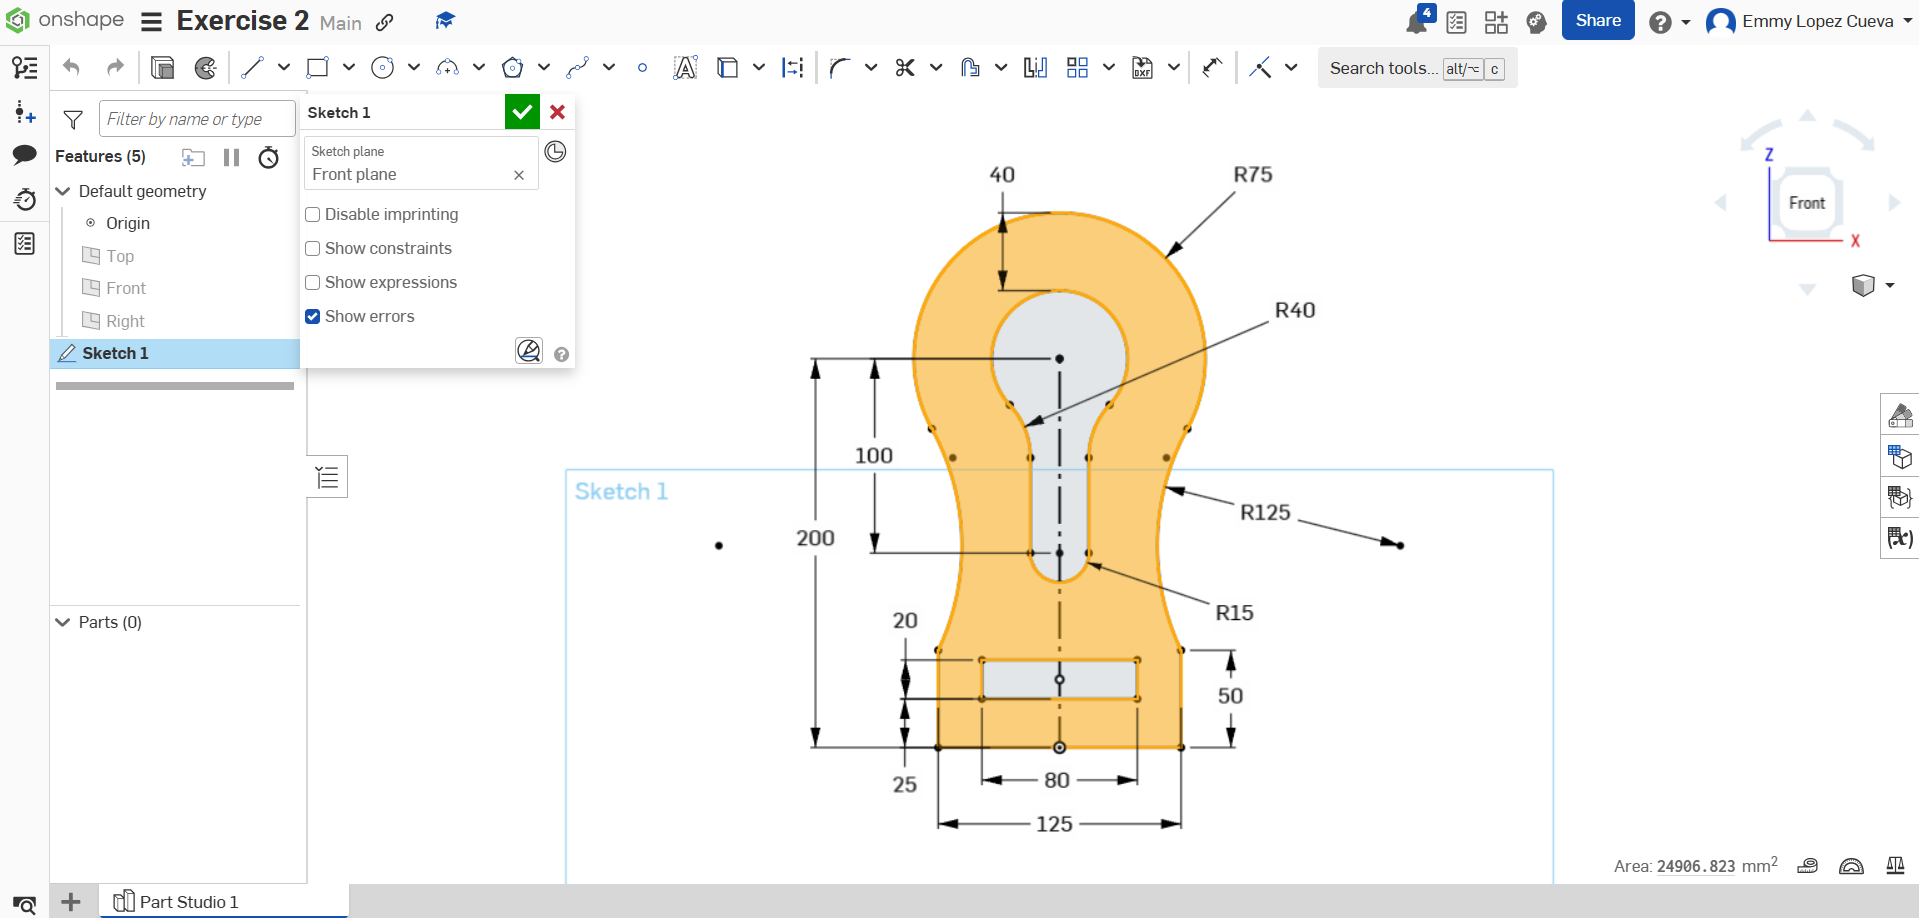 onshape Exercise 2 Main 4 Share Emmy Lopez Cueva
DXF Search tools... alt/⌥ c
Filter by name or type
Features (5)
Default geometry
Origin
Top
Front
Right
Sketch 1
Sketch 1
Sketch plane
Front plane
Disable imprinting
Show constraints
Show expressions
Show errors
Parts (0)
Sketch 1
40
R75
R40
100
200
R125
R15
20
50
25
80
125
Z
Front
X
(x)
Area: 24906.823 mm2
Part Studio 1